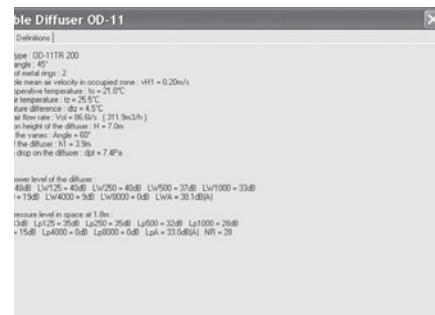 ble Diffuser OD-11
Definitions
ype : OD-11TR 200
angle : 45°
of metal rings : 2
ble mean air velocity in occupied zone : vH1 = 0.20m/s
operative temperature : to = 21.0°C
ir temperature : tz = 25.5°C
ature difference : dtz = 4.5°C
air flow rate : Vol = 86.6l/s ( 311.9m3/h )
on height of the diffuser : H = 7.0m
the vanes : Angle = 60°
f the diffuser : h1 = 3.9m
drop on the diffuser : dpt = 7.4Pa
ower level of the diffuser :
48dB LW125 = 40dB LW250 = 40dB LW500 = 37dB LW1000 = 33dB
= 19dB LW4000 = 9dB LW8000 = 0dB LWA = 38.1dB(A)
ressure level in space at 1.8m :
3dB Lp125 = 35dB Lp250 = 35dB Lp500 = 32dB Lp1000 = 28dB
= 15dB Lp4000 = 0dB Lp8000 = 0dB LpA = 33.0dB(A) NR = 28